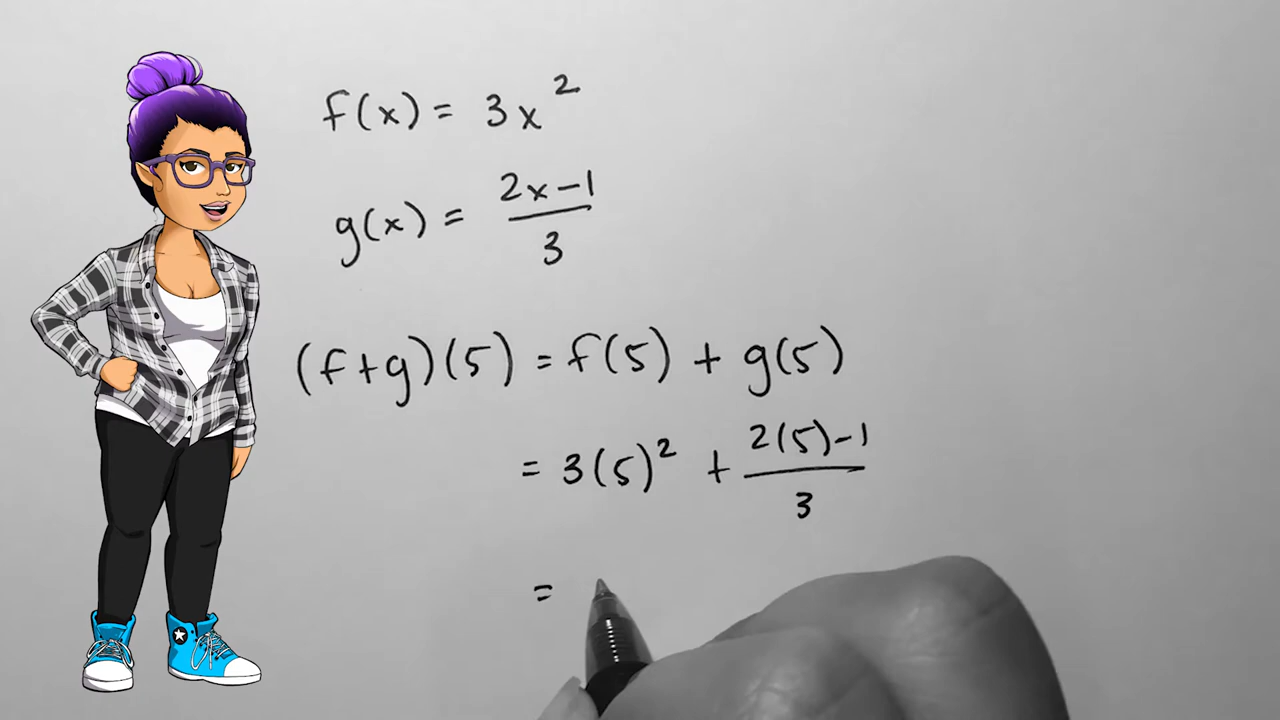 f(x) = 3x²
g(x) = (2x-1)/3
(f+g)(5) = f(5) + g(5)
= 3(5)² + (2(5)-1)/3
=